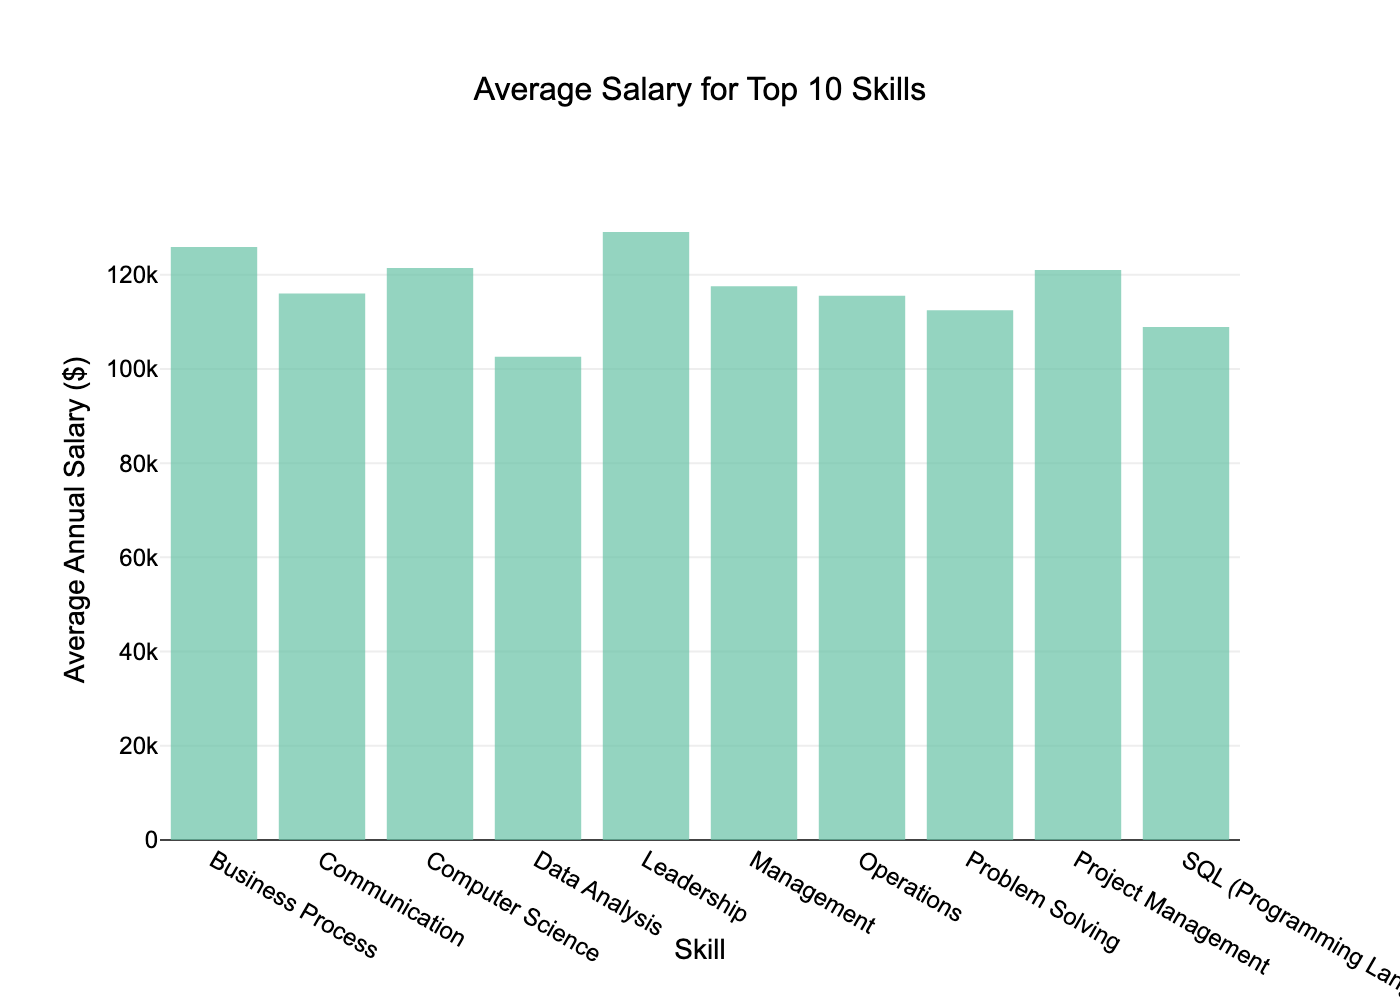 Average Salary for Top 10 Skills
Average Annual Salary ($)
120k
100k
80k
60k
40k
20k
0
Business Process
Communication
Computer Science
Data Analysis
Leadership
Management
Operations
Problem Solving
Project Management
SQL (Programming Lan
Skill